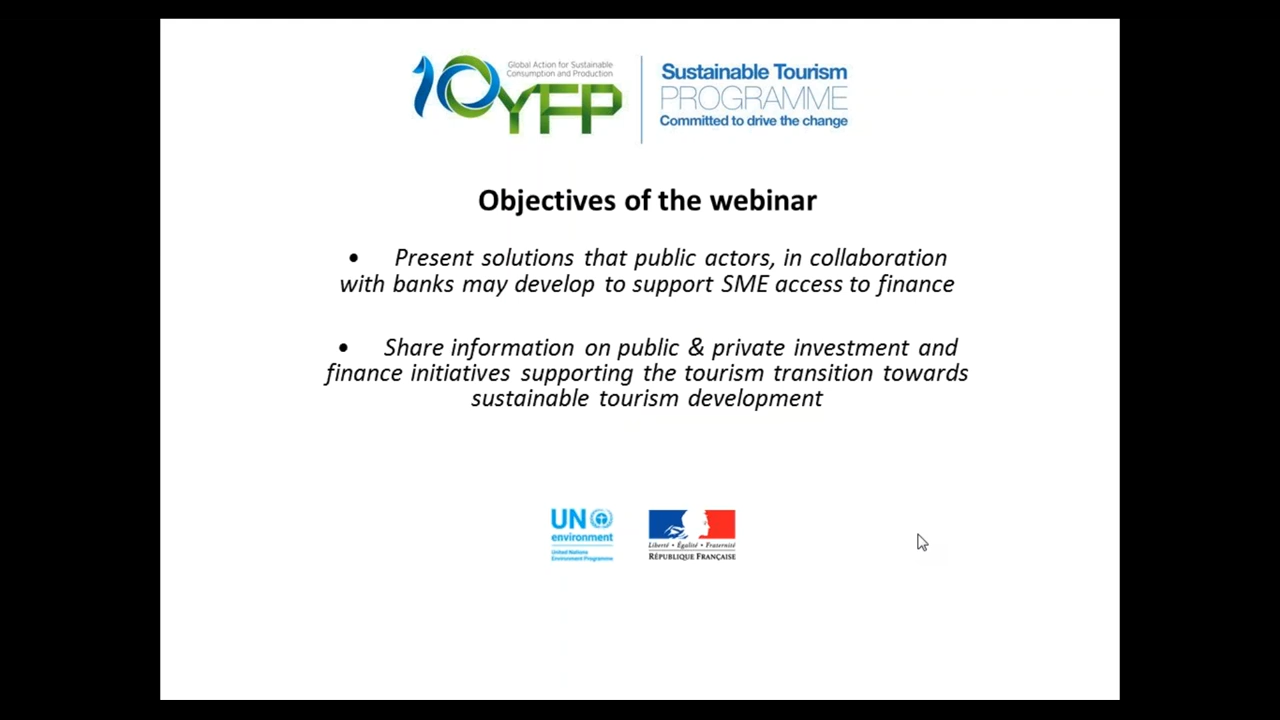 10YFP
Global Action for Sustainable
Consumption and Production
Sustainable Tourism
PROGRAMME
Committed to drive the change
Objectives of the webinar
• Present solutions that public actors, in collaboration
with banks may develop to support SME access to finance
• Share information on public & private investment and
finance initiatives supporting the tourism transition towards
sustainable tourism development
UN
environment
United Nations
Environment Programme
Liberté • Égalité • Fraternité
RÉPUBLIQUE FRANÇAISE